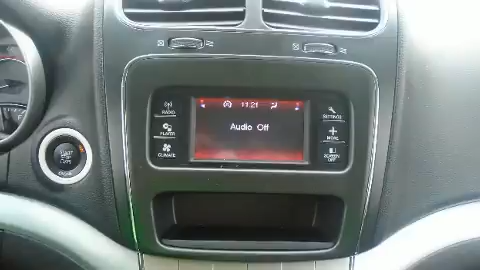 11:21
RADIO
SETTINGS
Audio Off
PLAYER
MORE
CLIMATE
SCREEN
OFF